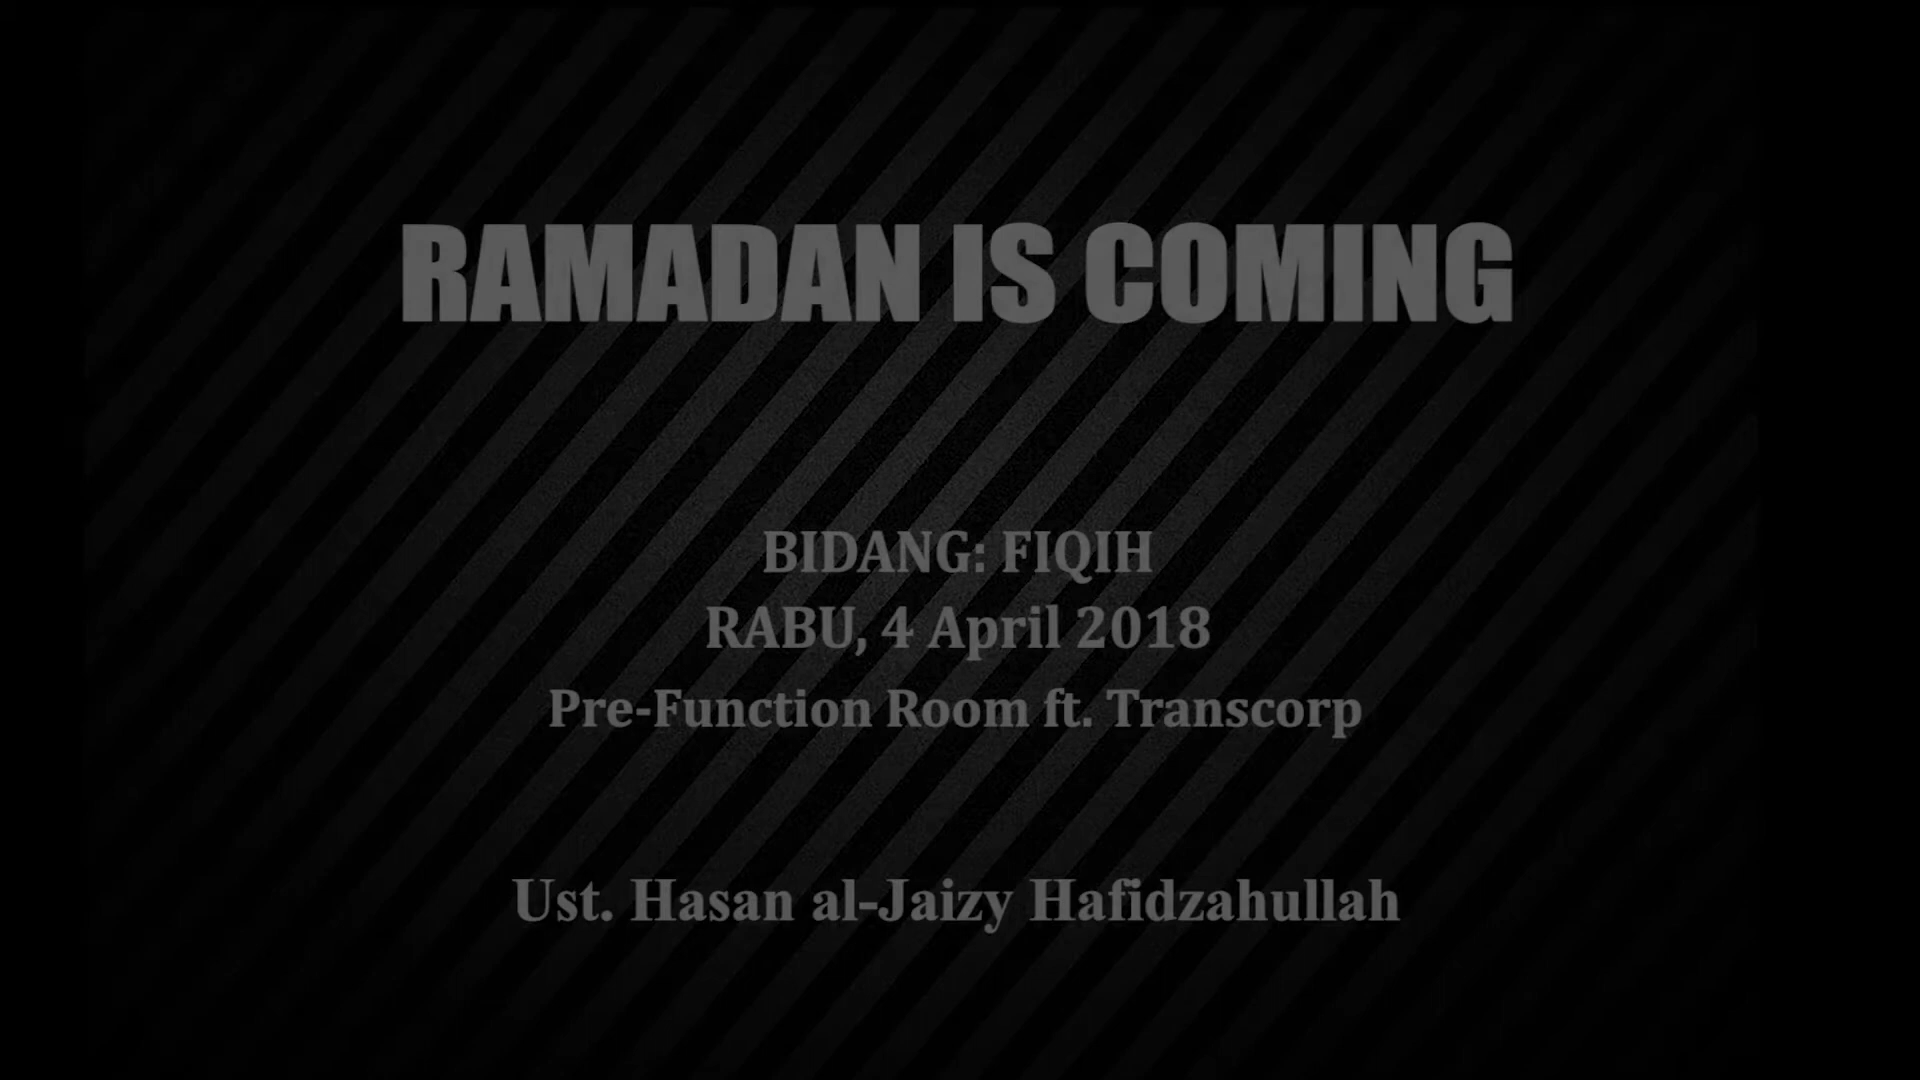 RAMADAN IS COMING
BIDANG: FIQIH
RABU, 4 April 2018
Pre-Function Room ft. Transcorp
Ust. Hasan al-Jaizy Hafidzahullah